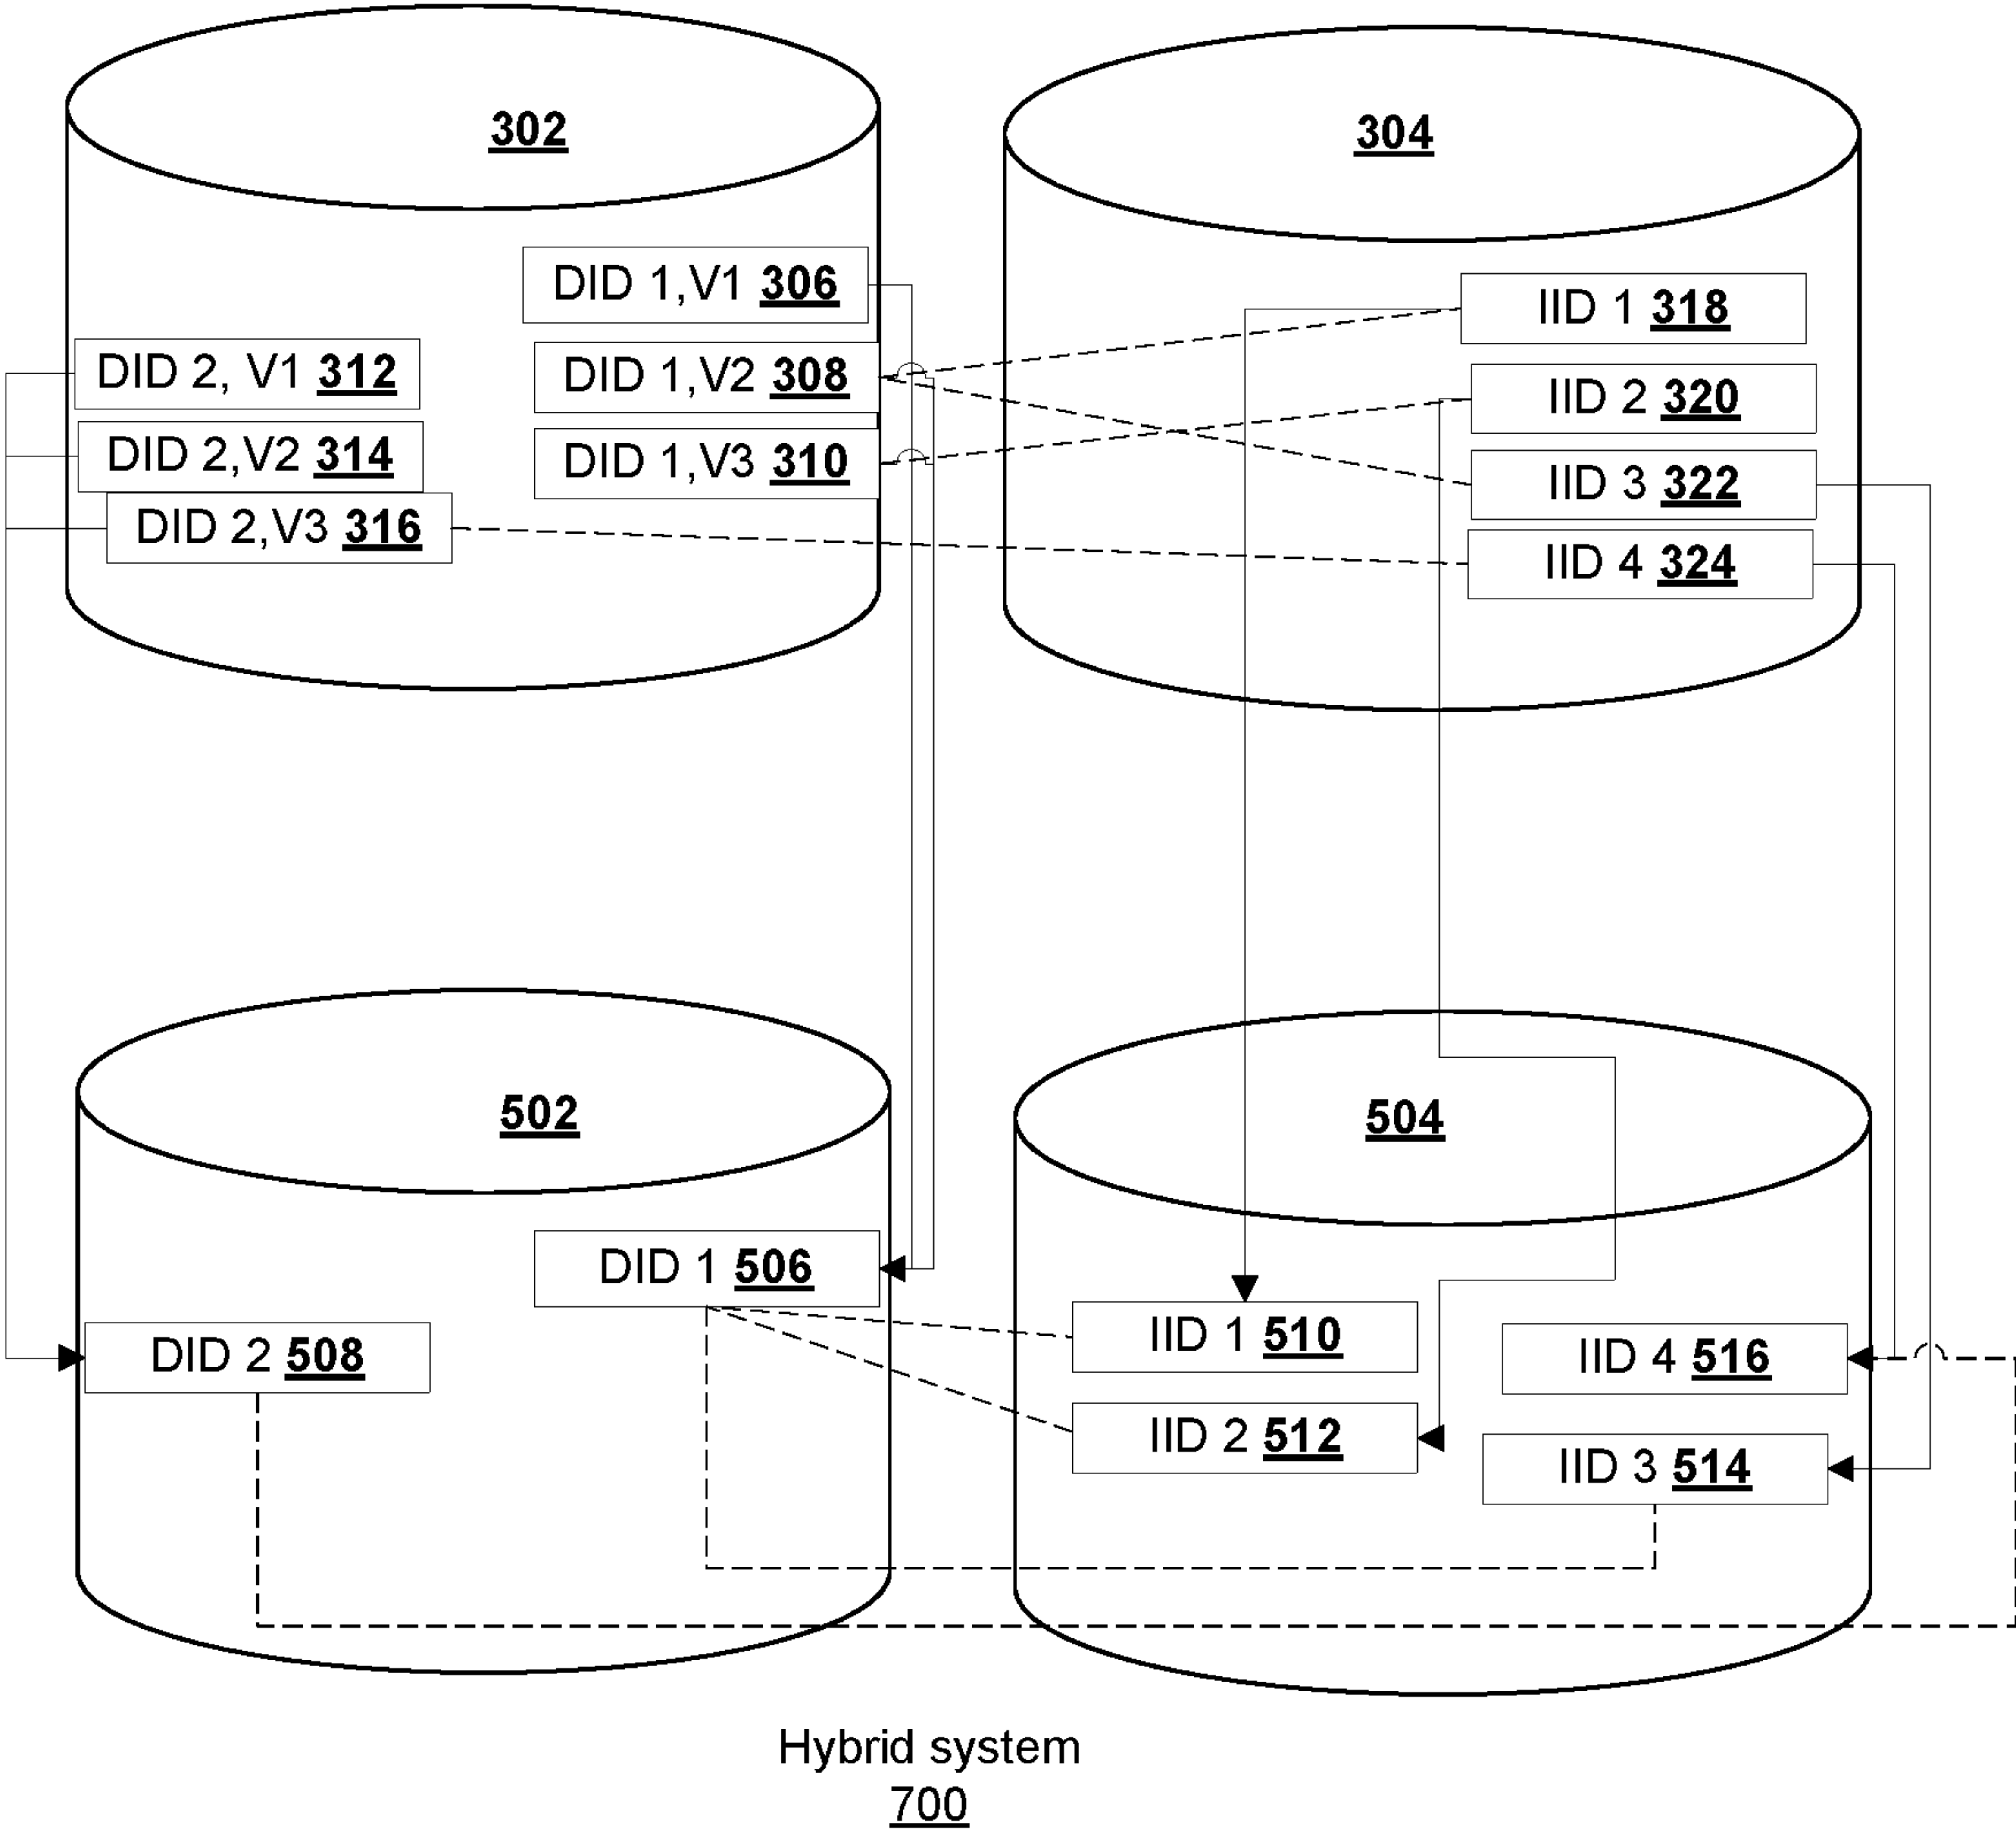 302
304
DID 1,V1 306
DID 2, V1 312
DID 1,V2 308
DID 2,V2 314
DID 1,V3 310
DID 2,V3 316
IID 1 318
IID 2 320
IID 3 322
IID 4 324
502
504
DID 1 506
DID 2 508
IID 1 510
IID 4 516
IID 2 512
IID 3 514
Hybrid system
700